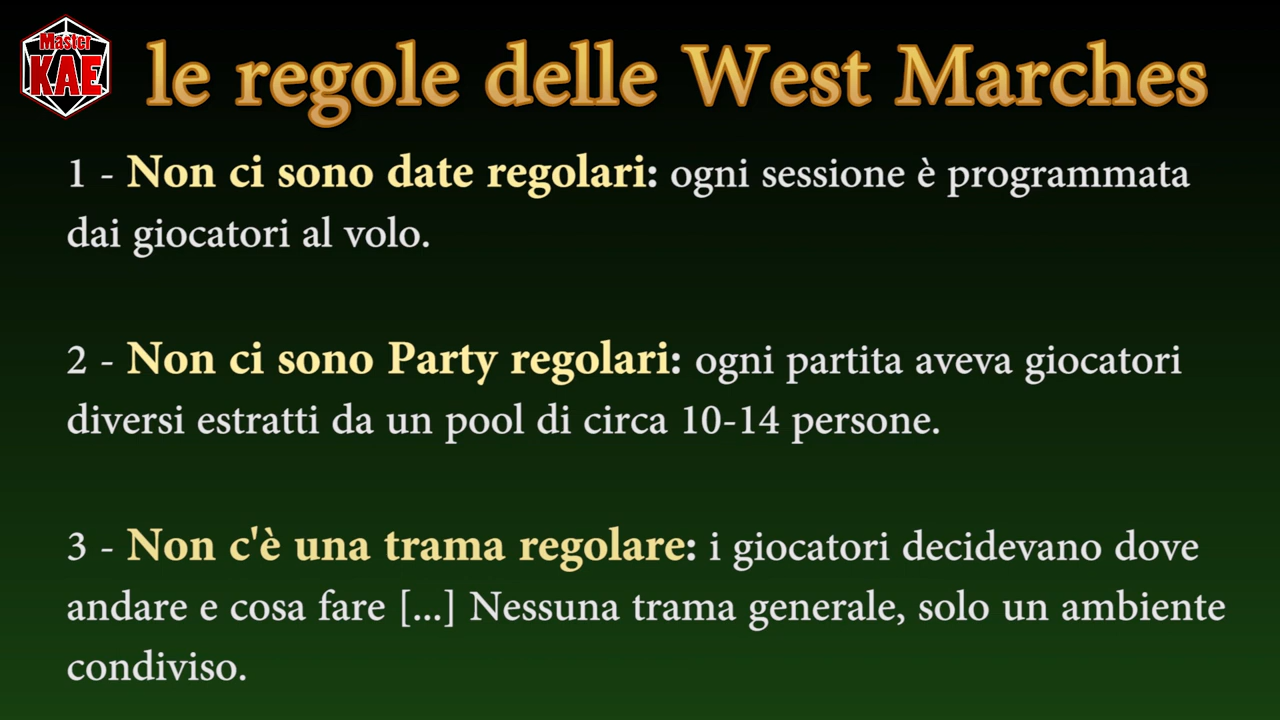 Master
KAE
le regole delle West Marches
1 - Non ci sono date regolari: ogni sessione è programmata
dai giocatori al volo.
2 - Non ci sono Party regolari: ogni partita aveva giocatori
diversi estratti da un pool di circa 10-14 persone.
3 - Non c'è una trama regolare: i giocatori decidevano dove
andare e cosa fare [...] Nessuna trama generale, solo un ambiente
condiviso.